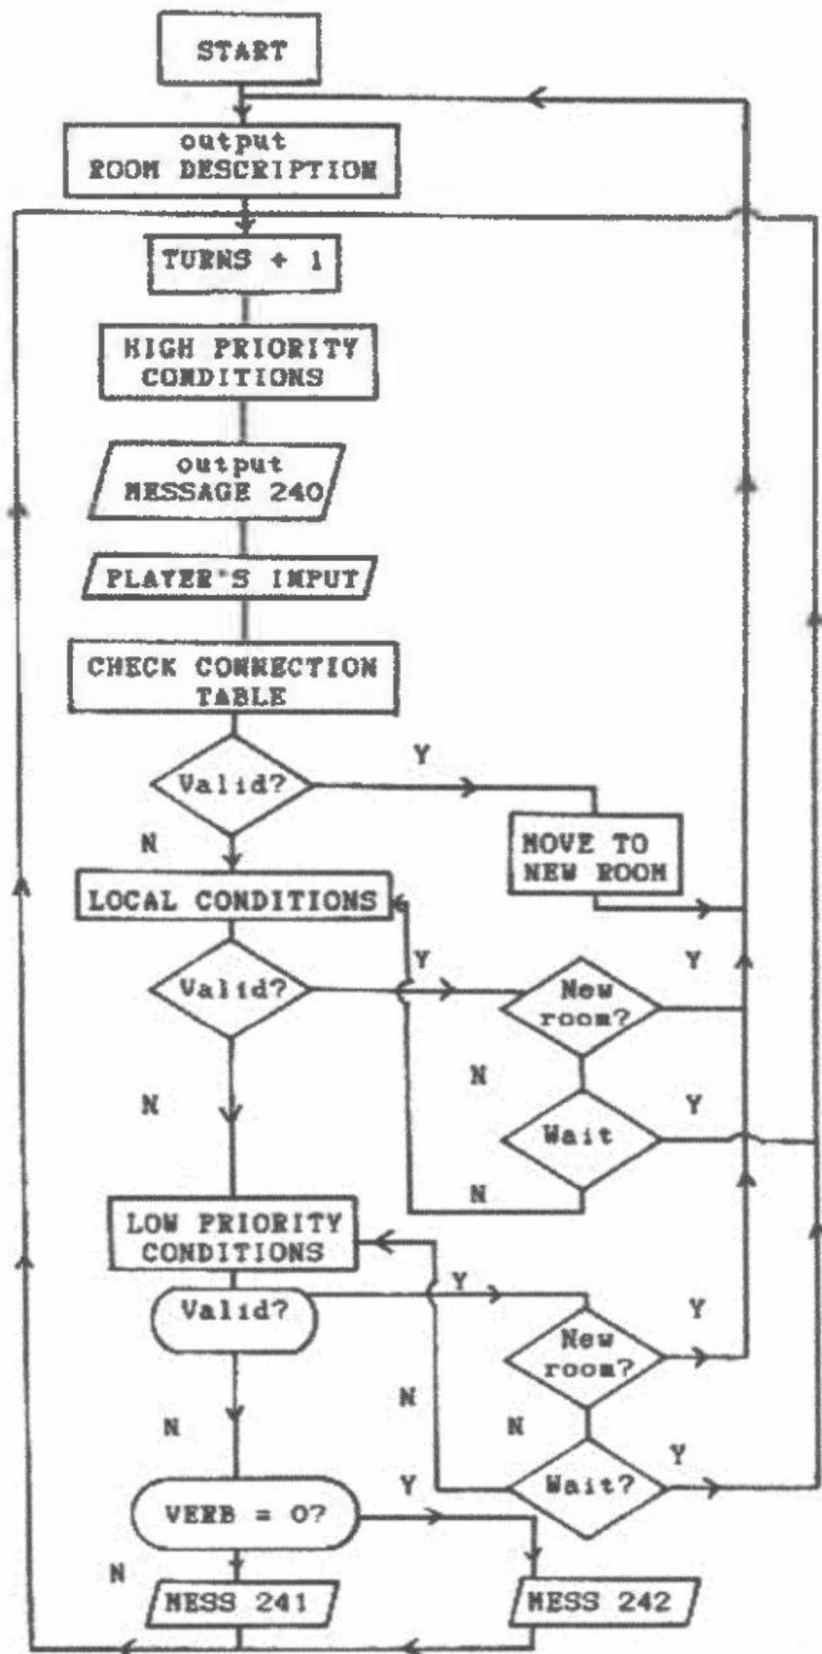 START
output
ROOM DESCRIPTION
TURNS + 1
HIGH PRIORITY
CONDITIONS
output
MESSAGE 240
PLAYER'S INPUT
CHECK CONNECTION
TABLE
Valid?
Y
N
MOVE TO
NEW ROOM
LOCAL CONDITIONS
Valid?
Y
New
room?
Y
N
N
Wait
Y
N
LOW PRIORITY
CONDITIONS
Valid?
Y
New
room?
Y
N
N
N
Wait?
Y
VERB = 0?
Y
N
MESS 241
MESS 242